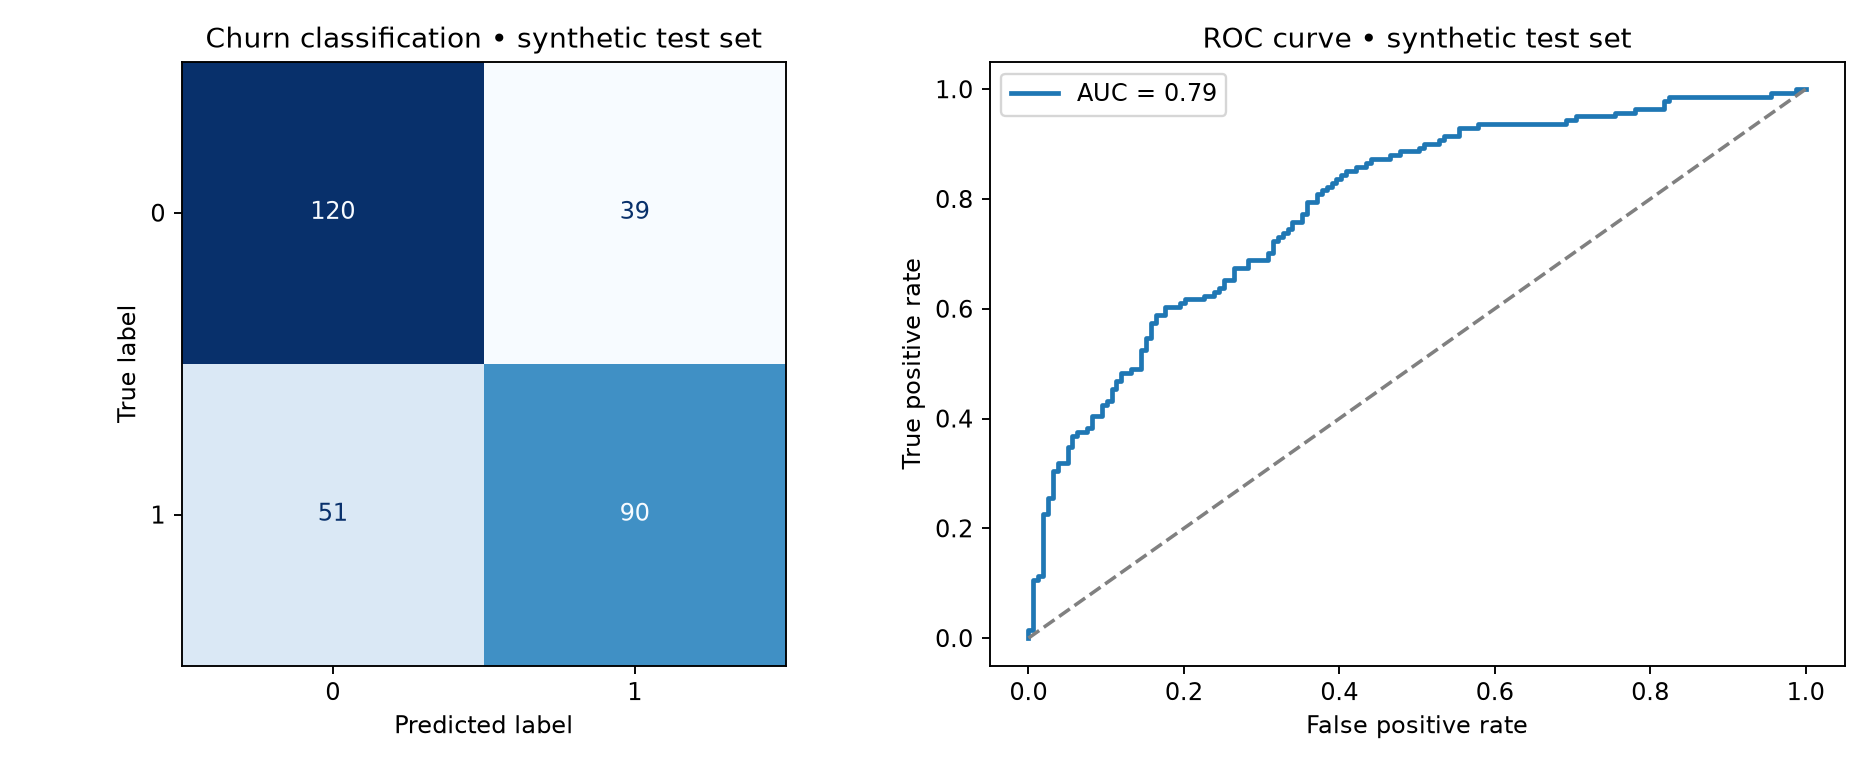 Churn classification • synthetic test set
True label
0
1
120
39
51
90
0
1
Predicted label
ROC curve • synthetic test set
AUC = 0.79
True positive rate
1.0
0.8
0.6
0.4
0.2
0.0
0.0
0.2
0.4
0.6
0.8
1.0
False positive rate